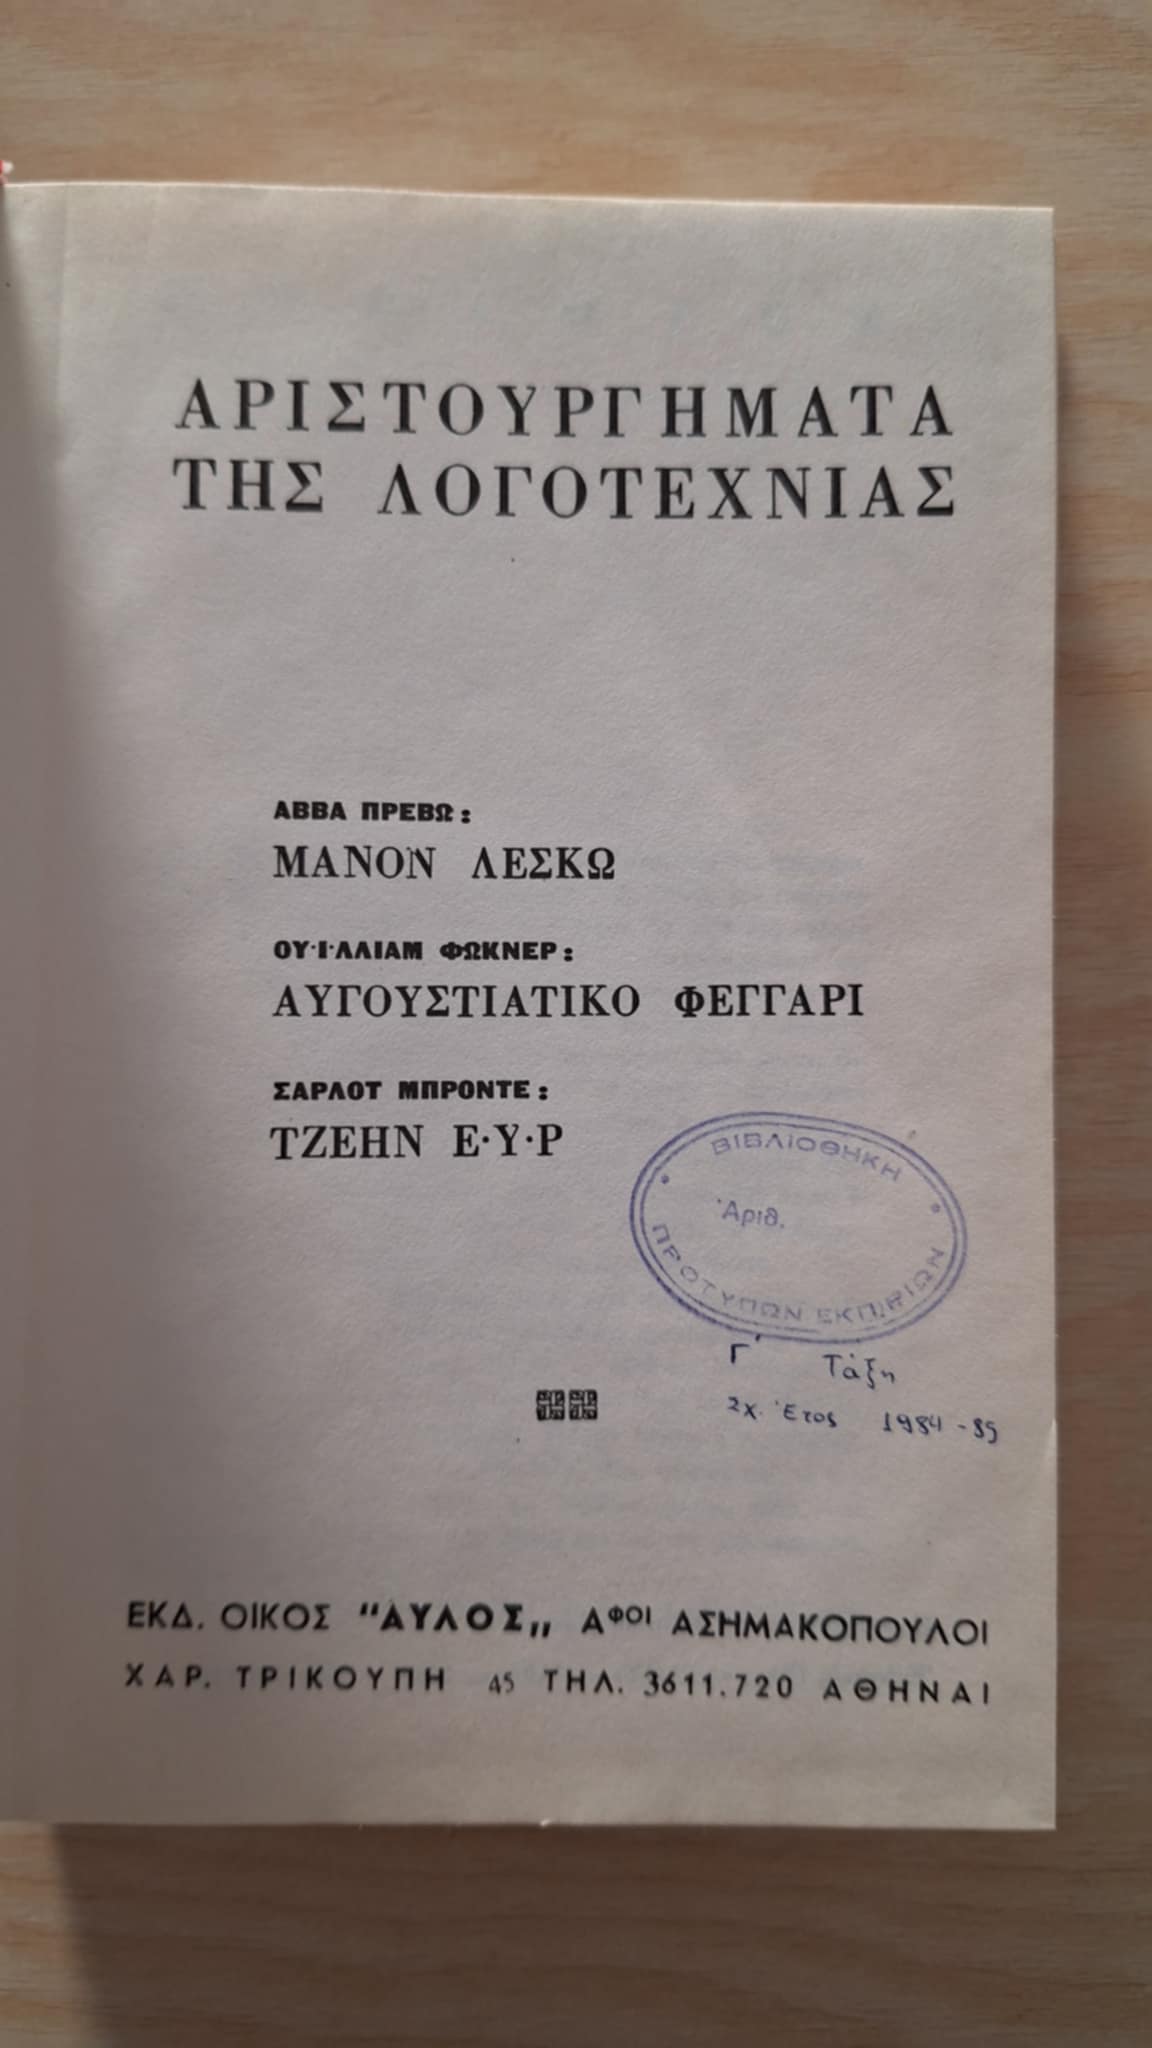 ΑΡΙΣΤΟΥΡΓΗΜΑΤΑ
ΤΗΣ ΛΟΓΟΤΕΧΝΙΑΣ
ΑΒΒΑ ΠΡΕΒΩ:
ΜΑΝΟΝ ΛΕΣΚΩ
ΟΥ·Ι·ΛΛΙΑΜ ΦΩΚΝΕΡ:
ΑΥΓΟΥΣΤΙΑΤΙΚΟ ΦΕΓΓΑΡΙ
ΣΑΡΛΟΤ ΜΠΡΟΝΤΕ:
ΤΖΕΗΝ Ε·Υ·Ρ
ΒΙΒΛΙΟΘΗΚΗ
Ἀριθ.
ΠΡΟΤΥΠΩΝ ΕΚΠ/ΡΙΩΝ
Γ' Τάξη
Σχ. Έτος 1984-85
ΕΚΔ. ΟΙΚΟΣ "ΑΥΛΟΣ„ ΑΦΟΙ ΑΣΗΜΑΚΟΠΟΥΛΟΙ
ΧΑΡ. ΤΡΙΚΟΥΠΗ 45 ΤΗΛ. 3611.720 ΑΘΗΝΑΙ